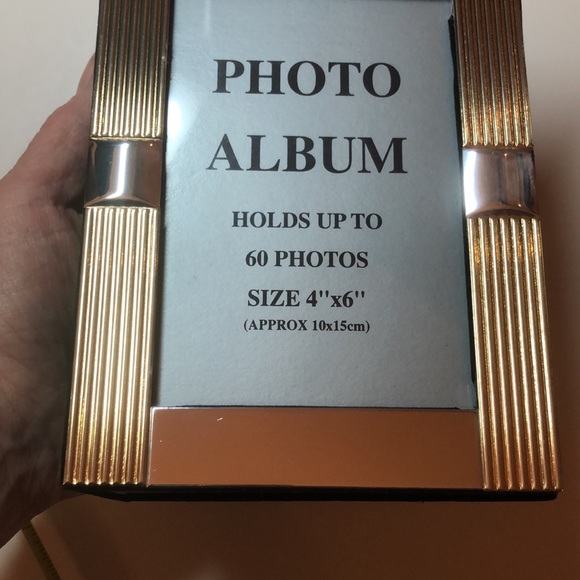 PHOTO
ALBUM
HOLDS UP TO
60 PHOTOS
SIZE 4"x6"
(APPROX 10x15cm)